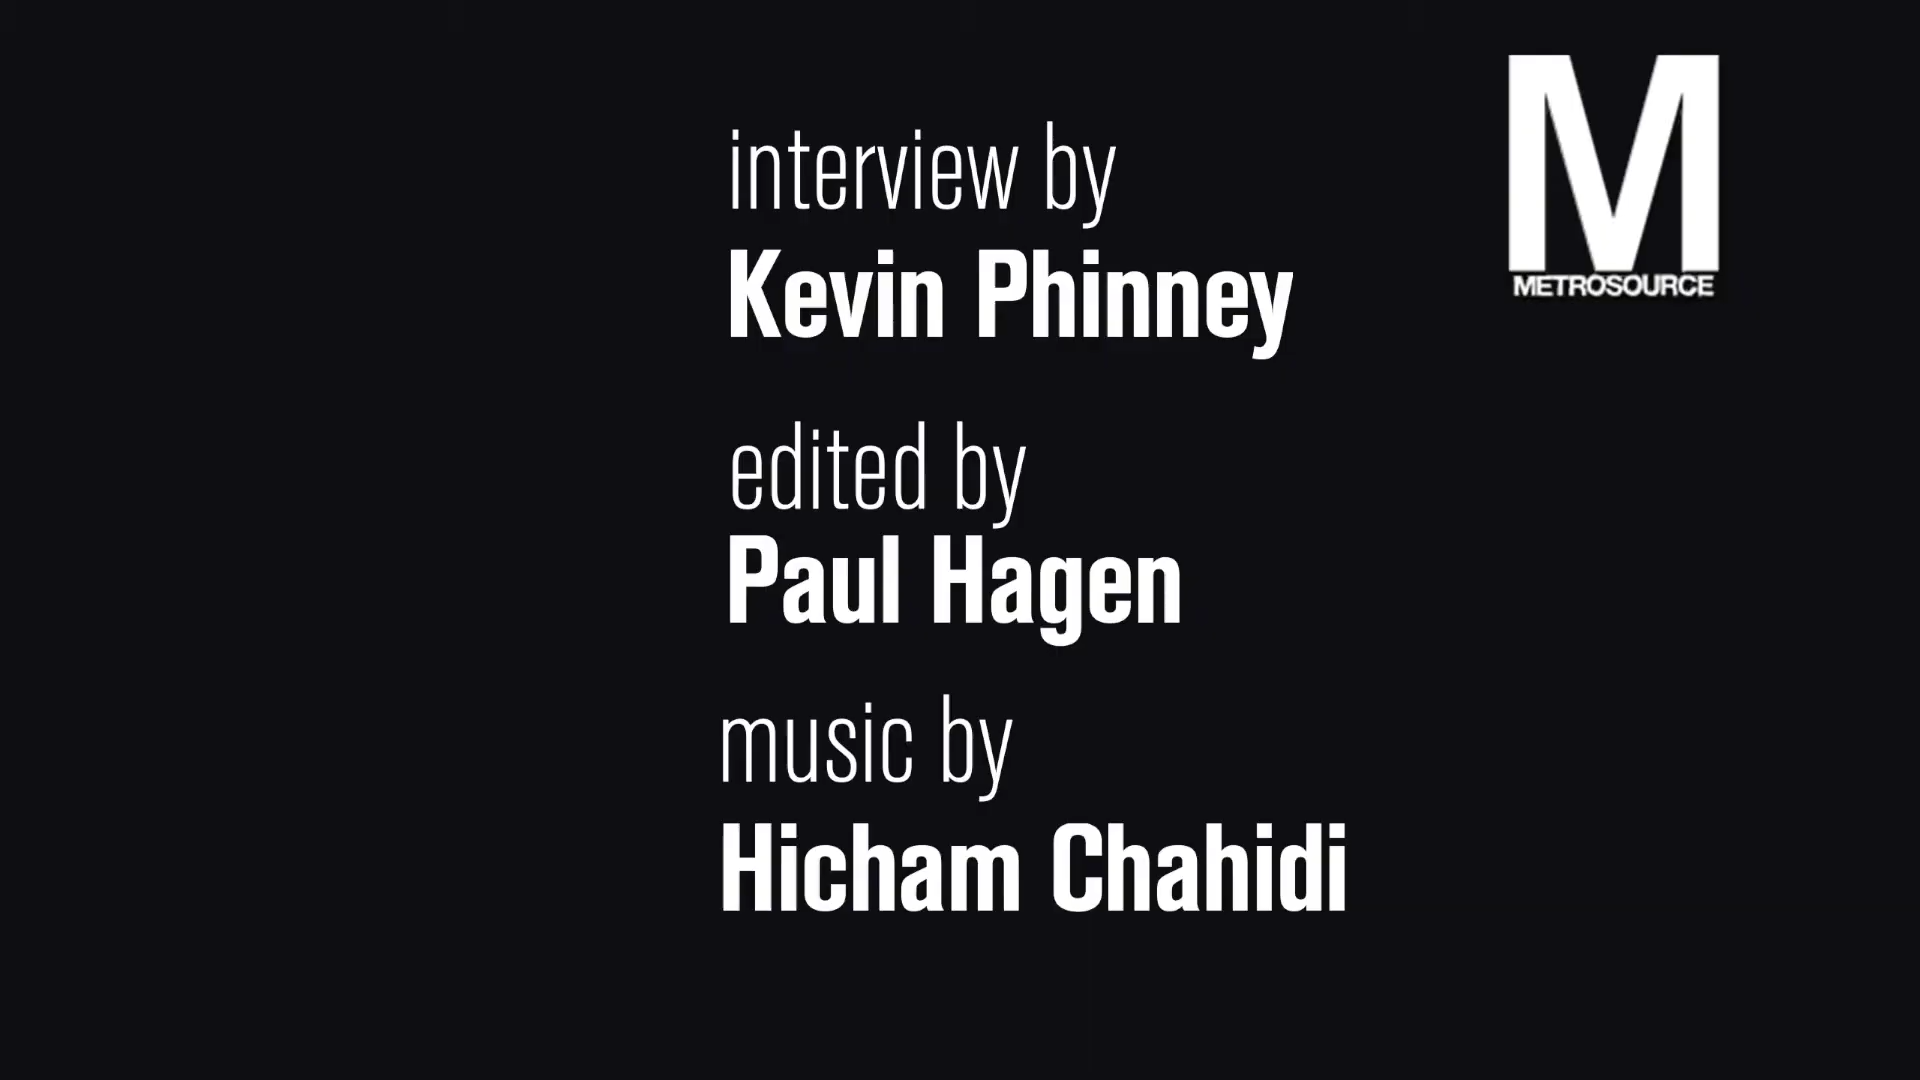 interview by
Kevin Phinney
edited by
Paul Hagen
music by
Hicham Chahidi
M
METROSOURCE